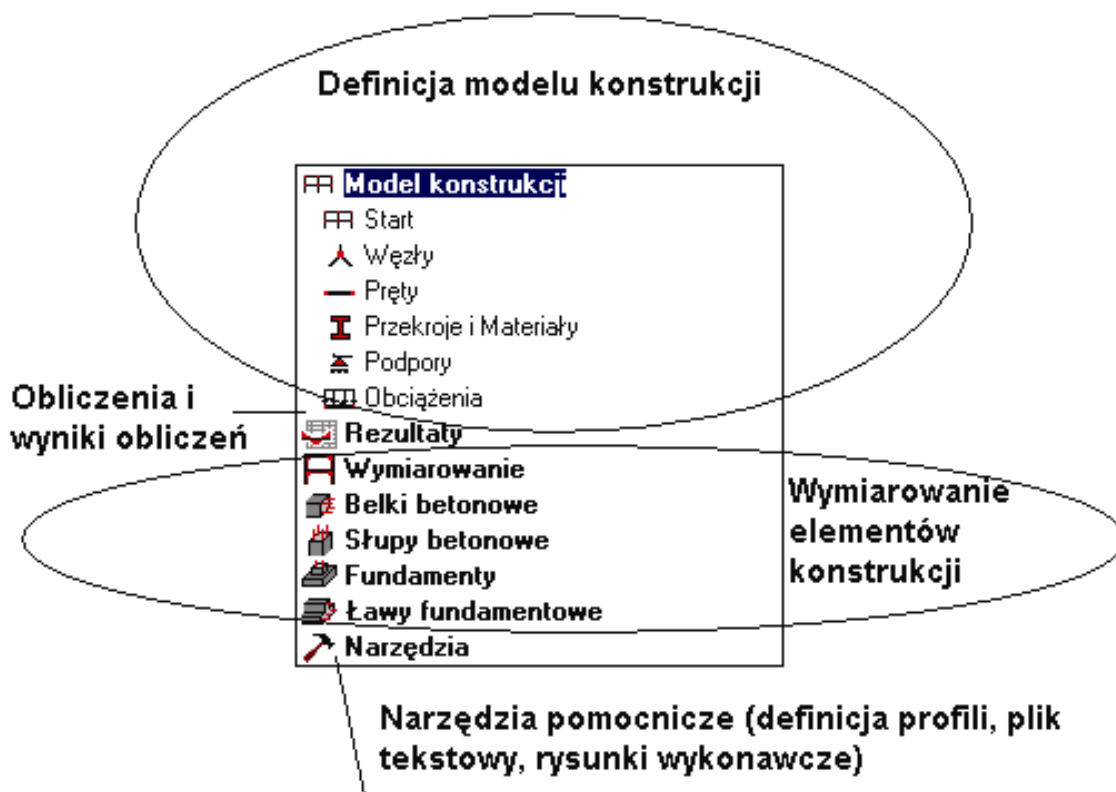 Definicja modelu konstrukcji
Model konstrukcji
Start
Węzły
Pręty
Przekroje i Materiały
Podpory
Obciążenia
Obliczenia i
wyniki obliczeń
Rezultaty
Wymiarowanie
Belki betonowe
Słupy betonowe
Fundamenty
Ławy fundamentowe
Narzędzia
Wymiarowanie
elementów
konstrukcji
Narzędzia pomocnicze (definicja profili, plik
tekstowy, rysunki wykonawcze)